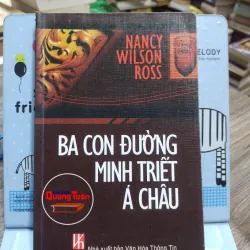 NANCY
WILSON
ROSS
ELODY
frie
BA CON ĐƯỜNG
MINH TRIẾT
Á CHÂU
Quang Tuấn
Nhà xuất bản Văn Hóa Thông Tin